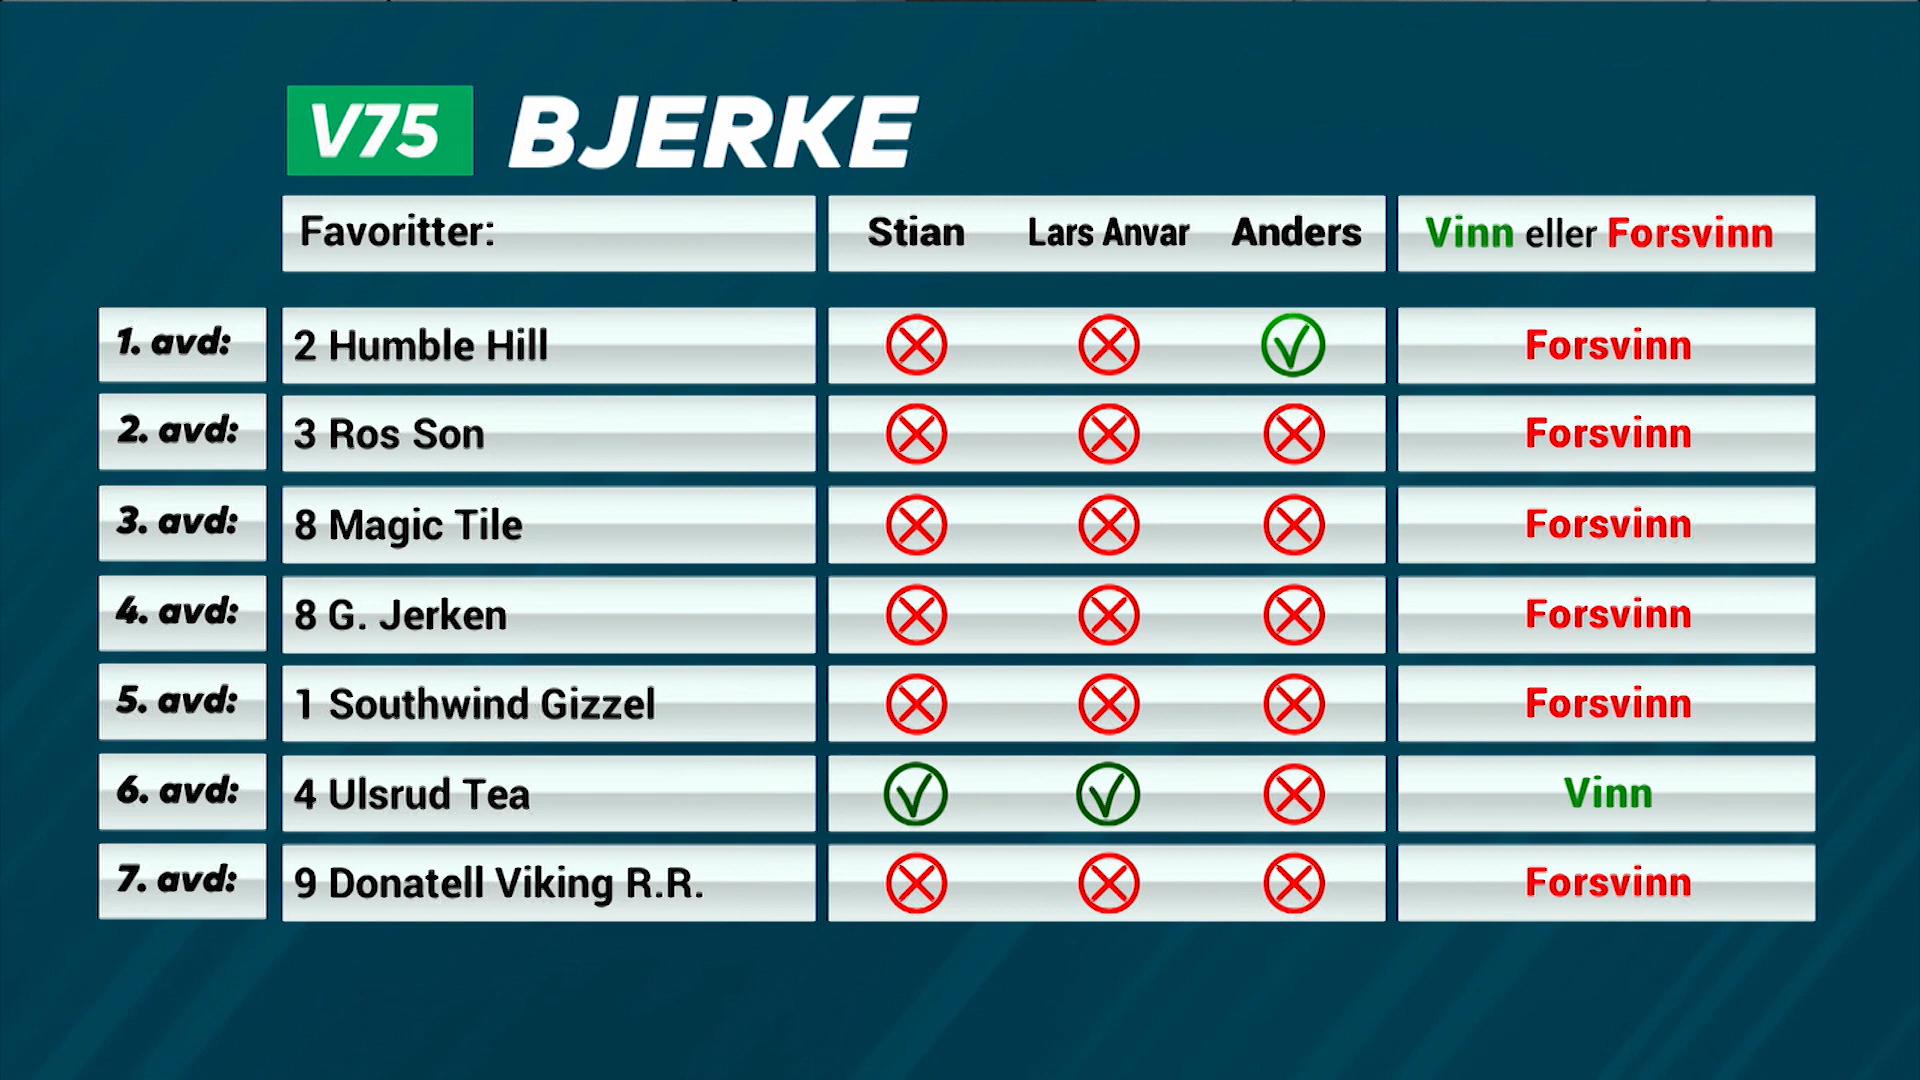 V75 BJERKE
Favoritter: Stian Lars Anvar Anders Vinn eller Forsvinn
1. avd: 2 Humble Hill Forsvinn
2. avd: 3 Ros Son Forsvinn
3. avd: 8 Magic Tile Forsvinn
4. avd: 8 G. Jerken Forsvinn
5. avd: 1 Southwind Gizzel Forsvinn
6. avd: 4 Ulsrud Tea Vinn
7. avd: 9 Donatell Viking R.R. Forsvinn